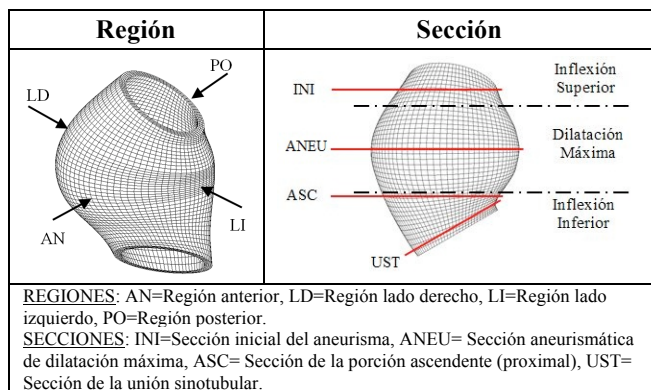 Región
Sección
PO
LD
LI
AN
INI
ANEU
ASC
UST
Inflexión
Superior
Dilatación
Máxima
Inflexión
Inferior
REGIONES: AN=Región anterior, LD=Región lado derecho, LI=Región lado
izquierdo, PO=Región posterior.
SECCIONES: INI=Sección inicial del aneurisma, ANEU= Sección aneurismática
de dilatación máxima, ASC= Sección de la porción ascendente (proximal), UST=
Sección de la unión sinotubular.